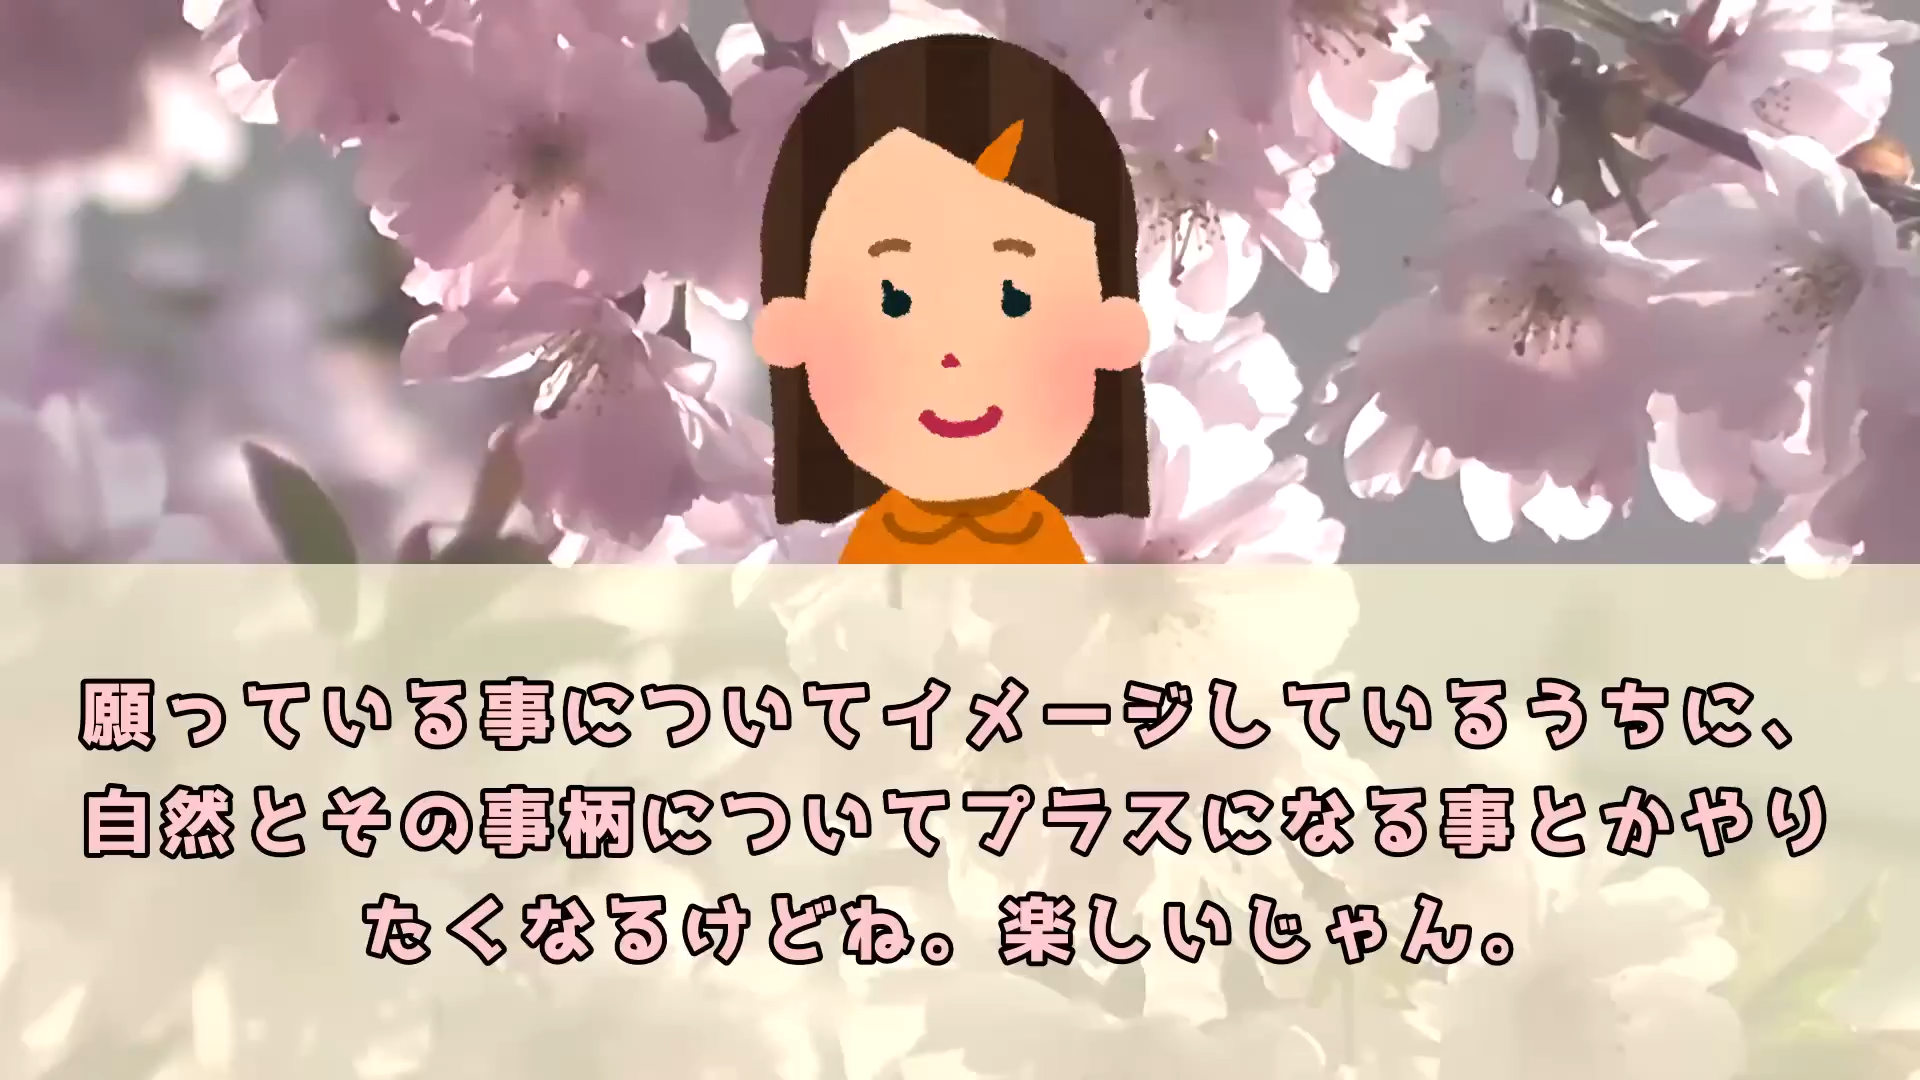 願っている事についてイメージしているうちに、
自然とその事柄についてプラスになる事とかやり
たくなるけどね。楽しいじゃん。